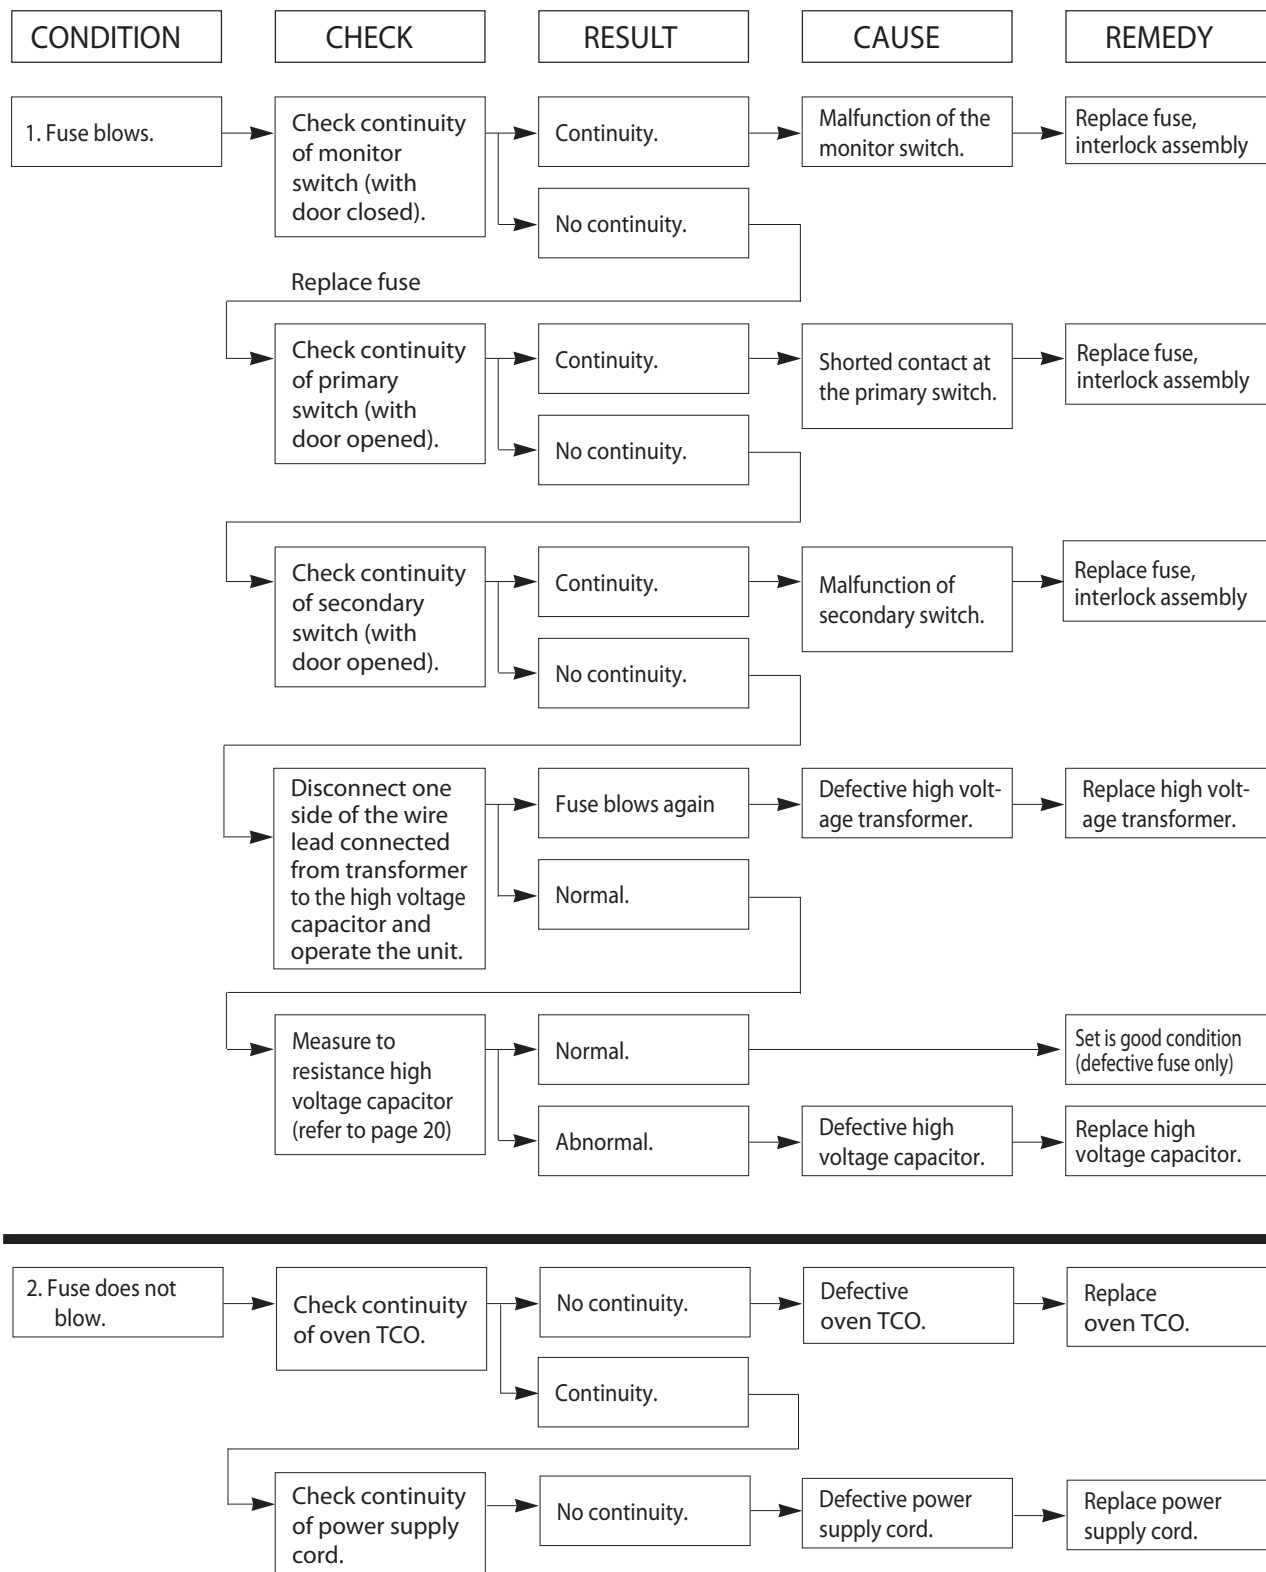 CONDITION
CHECK
RESULT
CAUSE
REMEDY
1. Fuse blows.
Check continuity
of monitor
switch (with
door closed).
Continuity.
Malfunction of the
monitor switch.
Replace fuse,
interlock assembly
No continuity.
Replace fuse
Check continuity
of primary
switch (with
door opened).
Continuity.
Shorted contact at
the primary switch.
Replace fuse,
interlock assembly
No continuity.
Check continuity
of secondary
switch (with
door opened).
Continuity.
Malfunction of
secondary switch.
Replace fuse,
interlock assembly
No continuity.
Disconnect one
side of the wire
lead connected
from transformer
to the high voltage
capacitor and
operate the unit.
Fuse blows again
Defective high volt-
age transformer.
Replace high volt-
age transformer.
Normal.
Measure to
resistance high
voltage capacitor
(refer to page 20)
Normal.
Set is good condition
(defective fuse only)
Abnormal.
Defective high
voltage capacitor.
Replace high
voltage capacitor.
2. Fuse does not
blow.
Check continuity
of oven TCO.
No continuity.
Defective
oven TCO.
Replace
oven TCO.
Continuity.
Check continuity
of power supply
cord.
No continuity.
Defective power
supply cord.
Replace power
supply cord.